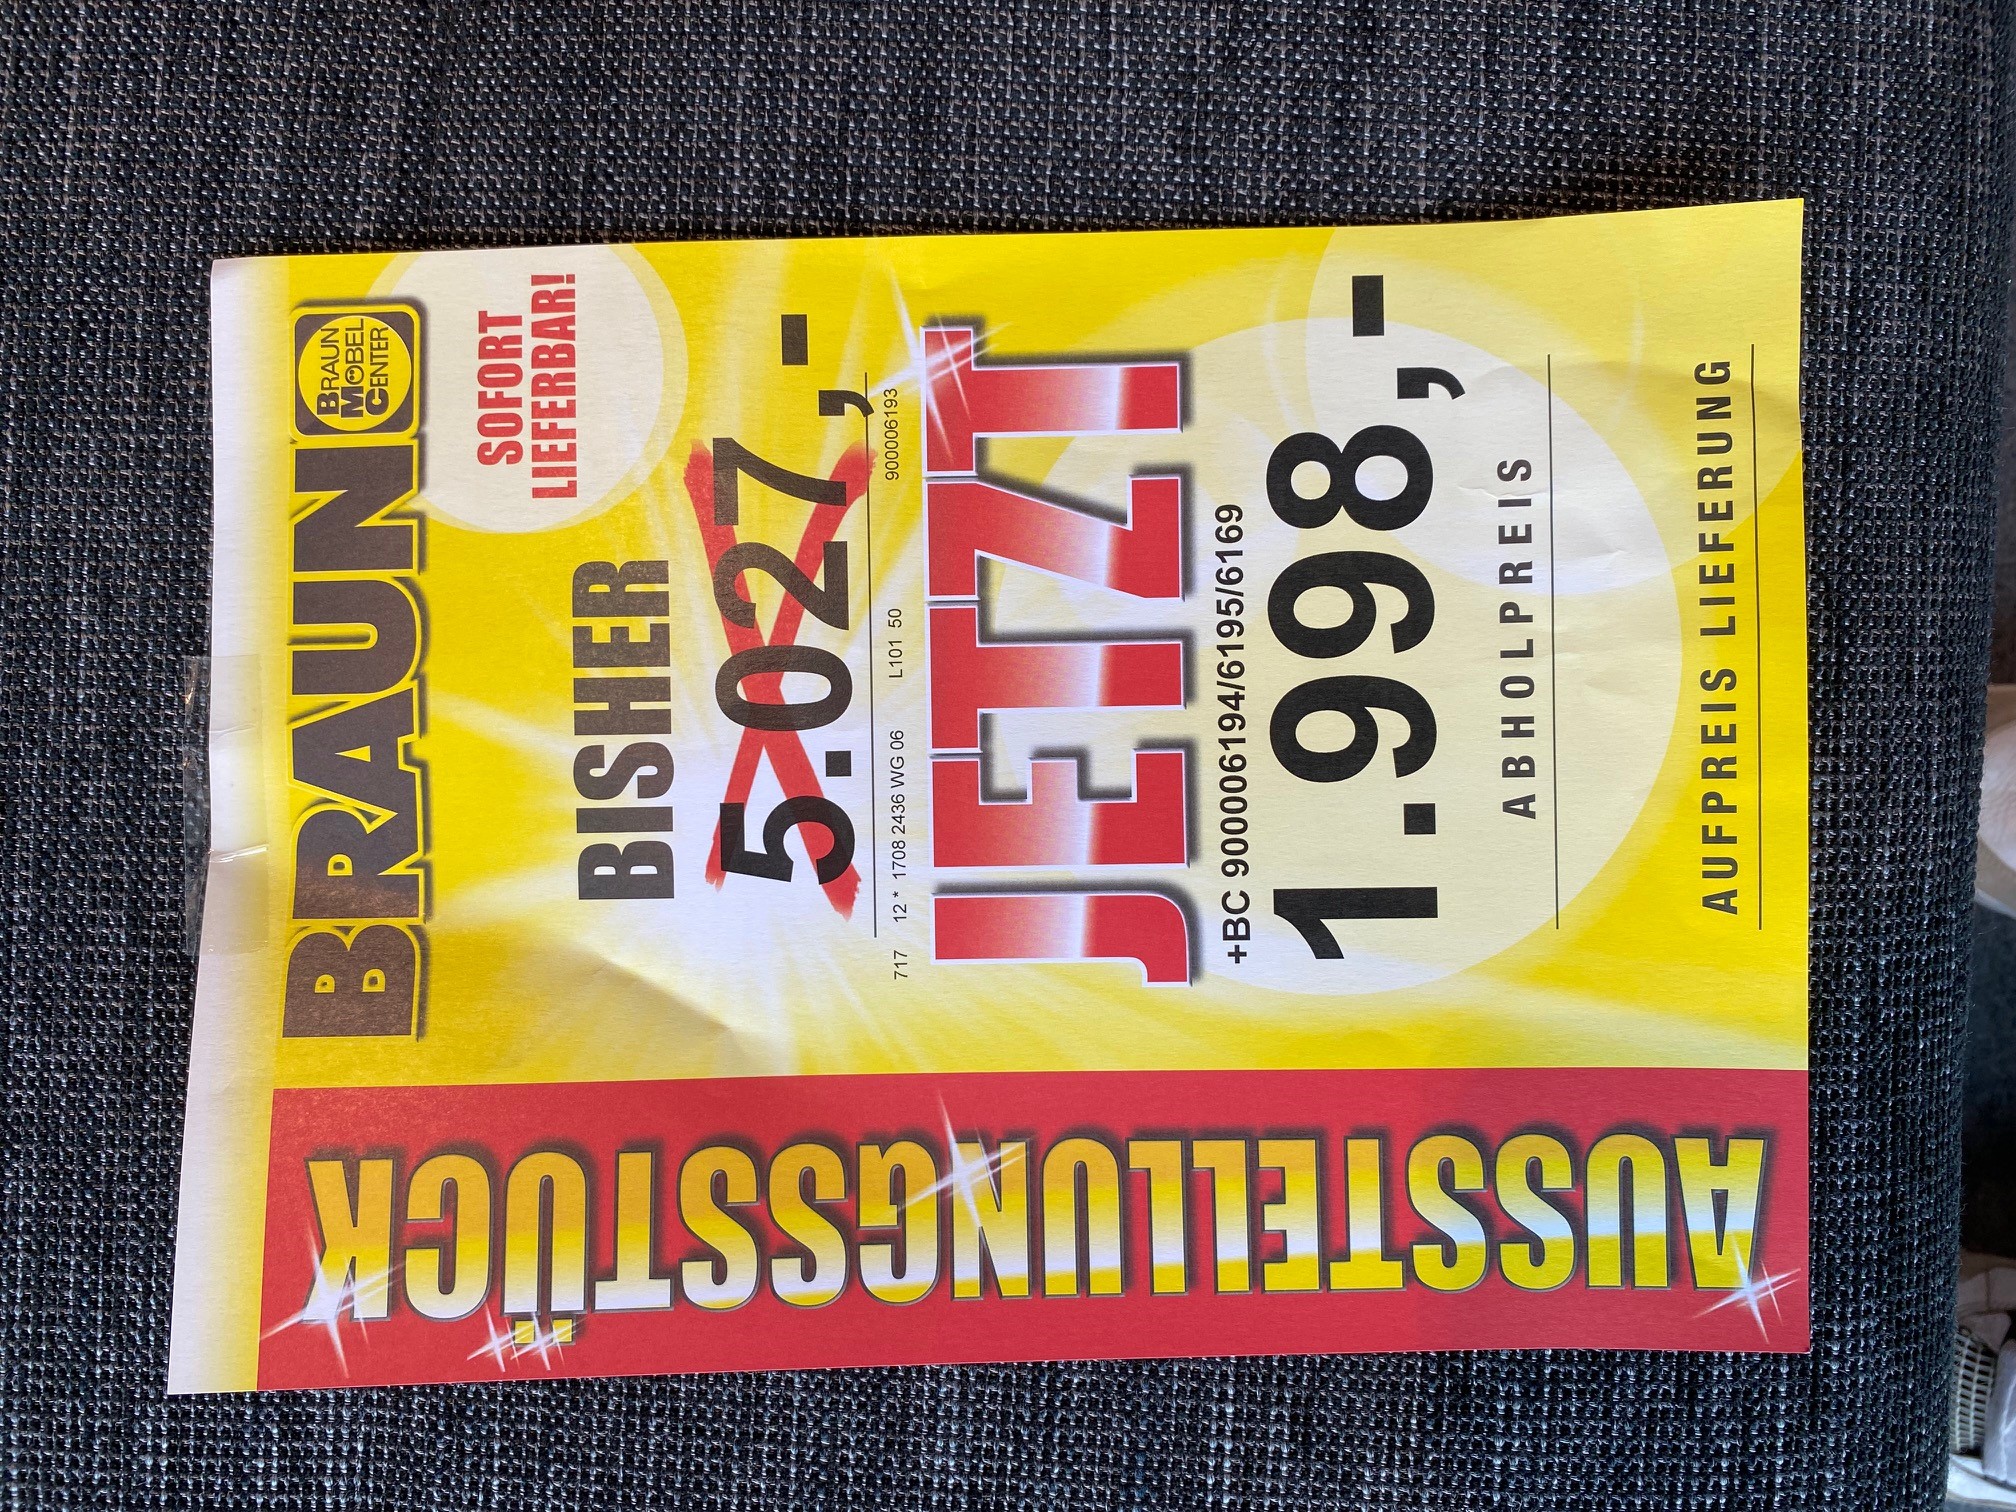 BRAUN
BRAUN
MÖBEL
CENTER
SOFORT
LIEFERBAR!
BISHER
5.027,-
717 12 * 1708 2436 WG 06 L101 50 900006193
JETZT
+BC 900006194/6195/6169
1.998,-
ABHOLPREIS
AUFPREIS LIEFERUNG
AUSSTELLUNGSSTÜCK